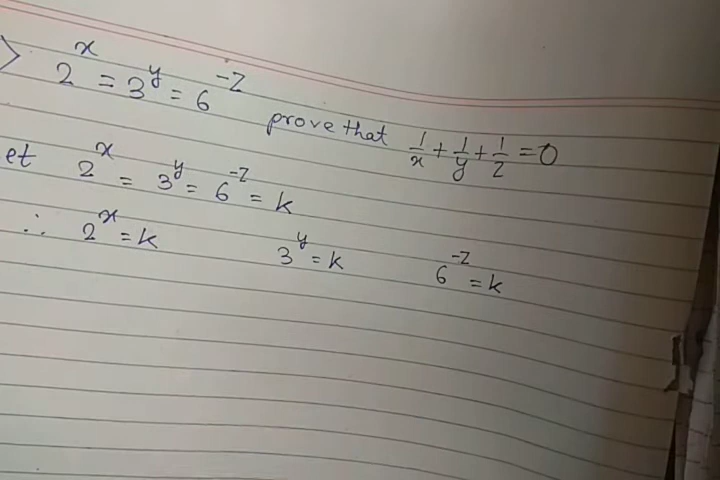 2^x = 3^y = 6^-z prove that 1/x + 1/y + 1/z = 0
et 2^x = 3^y = 6^-z = k
∴ 2^x = k 3^y = k 6^-z = k